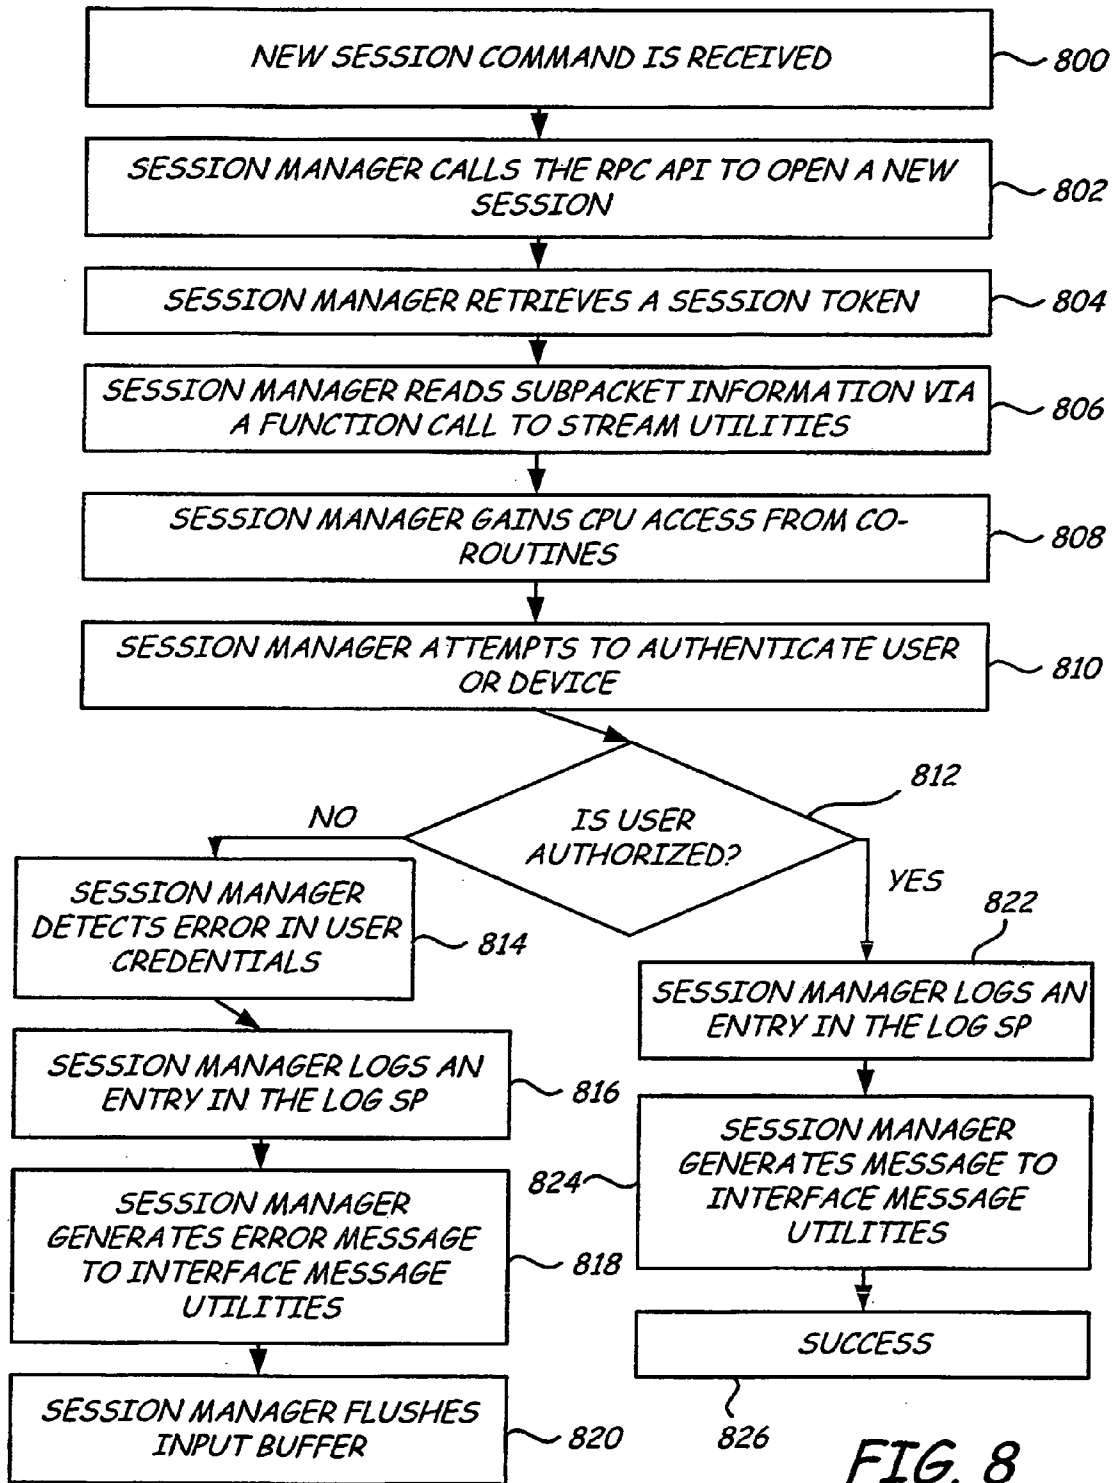 NEW SESSION COMMAND IS RECEIVED
800
SESSION MANAGER CALLS THE RPC API TO OPEN A NEW
SESSION
802
SESSION MANAGER RETRIEVES A SESSION TOKEN
804
SESSION MANAGER READS SUBPACKET INFORMATION VIA
A FUNCTION CALL TO STREAM UTILITIES
806
SESSION MANAGER GAINS CPU ACCESS FROM CO-
ROUTINES
808
SESSION MANAGER ATTEMPTS TO AUTHENTICATE USER
OR DEVICE
810
IS USER
AUTHORIZED?
812
NO
YES
SESSION MANAGER
DETECTS ERROR IN USER
CREDENTIALS
814
SESSION MANAGER LOGS AN
ENTRY IN THE LOG SP
816
SESSION MANAGER
GENERATES ERROR MESSAGE
TO INTERFACE MESSAGE
UTILITIES
818
SESSION MANAGER FLUSHES
INPUT BUFFER
820
822
SESSION MANAGER LOGS AN
ENTRY IN THE LOG SP
SESSION MANAGER
GENERATES MESSAGE TO
INTERFACE MESSAGE
UTILITIES
824
SUCCESS
826
FIG. 8